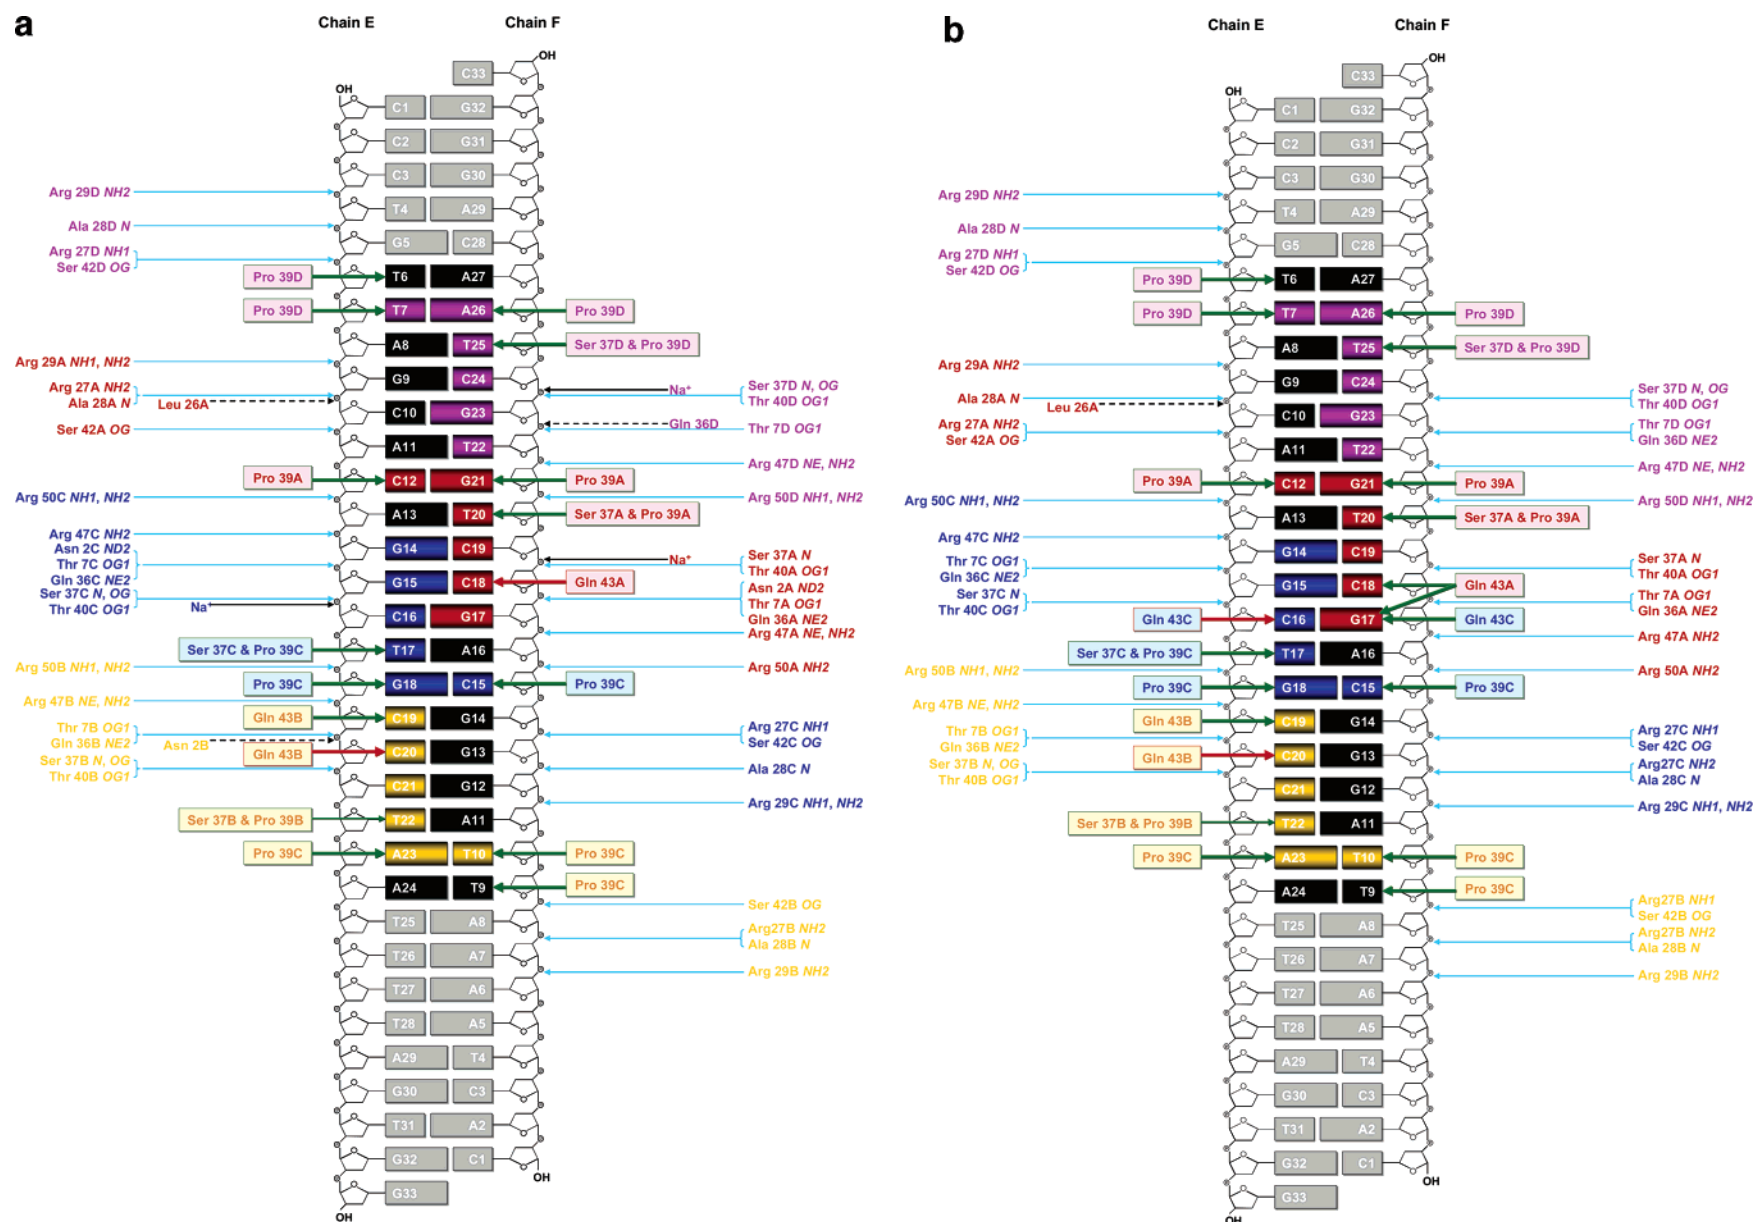 a
Chain E Chain F
OH
C33
OH
C1 G32
C2 G31
C3 G30
Arg 29D NH2
T4 A29
Ala 28D N
G5 C28
Arg 27D NH1
Ser 42D OG
Pro 39D T6 A27
Pro 39D T7 A26 Pro 39D
A8 T25 Ser 37D & Pro 39D
Arg 29A NH1, NH2
G9 C24
Arg 27A NH2 Na+ Ser 37D N, OG
Ala 28A N Leu 26A Thr 40D OG1
C10 G23
Ser 42A OG Gln 36D Thr 7D OG1
A11 T22
Arg 47D NE, NH2
Pro 39A C12 G21 Pro 39A
Arg 50C NH1, NH2 Arg 50D NH1, NH2
A13 T20 Ser 37A & Pro 39A
Arg 47C NH2
Asn 2C ND2 G14 C19
Thr 7C OG1 Na+ Ser 37A N
Gln 36C NE2 Thr 40A OG1
G15 C18 Gln 43A
Ser 37C N, OG Asn 2A ND2
Thr 40C OG1 Na+ Thr 7A OG1
C16 G17 Gln 36A NE2
Arg 47A NE, NH2
Ser 37C & Pro 39C T17 A16
Arg 50B NH1, NH2 Arg 50A NH2
Pro 39C G18 C15 Pro 39C
Arg 47B NE, NH2
Gln 43B C19 G14
Thr 7B OG1 Arg 27C NH1
Gln 36B NE2 Asn 2B Ser 42C OG
Gln 43B C20 G13
Ser 37B N, OG Ala 28C N
Thr 40B OG1
C21 G12
Arg 29C NH1, NH2
Ser 37B & Pro 39B T22 A11
Pro 39C A23 T10 Pro 39C
A24 T9 Pro 39C
Ser 42B OG
T25 A8
Arg27B NH2
Ala 28B N
T26 A7
Arg 29B NH2
T27 A6
T28 A5
A29 T4
G30 C3
T31 A2
G32 C1
OH
G33
OH
b
Chain E Chain F
OH
C33
OH
C1 G32
C2 G31
C3 G30
Arg 29D NH2
T4 A29
Ala 28D N
G5 C28
Arg 27D NH1
Ser 42D OG
Pro 39D T6 A27
Pro 39D T7 A26 Pro 39D
A8 T25 Ser 37D & Pro 39D
Arg 29A NH2
G9 C24
Ala 28A N Ser 37D N, OG
Leu 26A Thr 40D OG1
C10 G23
Arg 27A NH2 Thr 7D OG1
Ser 42A OG Gln 36D NE2
A11 T22
Arg 47D NE, NH2
Pro 39A C12 G21 Pro 39A
Arg 50C NH1, NH2 Arg 50D NH1, NH2
A13 T20 Ser 37A & Pro 39A
Arg 47C NH2
G14 C19
Thr 7C OG1 Ser 37A N
Gln 36C NE2 Thr 40A OG1
G15 C18 Gln 43A
Ser 37C N Thr 7A OG1
Thr 40C OG1 Gln 36A NE2
Gln 43C C16 G17 Gln 43C
Arg 47A NH2
Ser 37C & Pro 39C T17 A16
Arg 50B NH1, NH2 Arg 50A NH2
Pro 39C G18 C15 Pro 39C
Arg 47B NE, NH2
Gln 43B C19 G14
Thr 7B OG1 Arg 27C NH1
Gln 36B NE2 Ser 42C OG
Gln 43B C20 G13
Ser 37B N, OG Arg27C NH2
Thr 40B OG1 Ala 28C N
C21 G12
Arg 29C NH1, NH2
Ser 37B & Pro 39B T22 A11
Pro 39C A23 T10 Pro 39C
A24 T9 Pro 39C
Arg27B NH1
Ser 42B OG
T25 A8
Arg27B NH2
Ala 28B N
T26 A7
Arg 29B NH2
T27 A6
T28 A5
A29 T4
G30 C3
T31 A2
G32 C1
OH
G33
OH